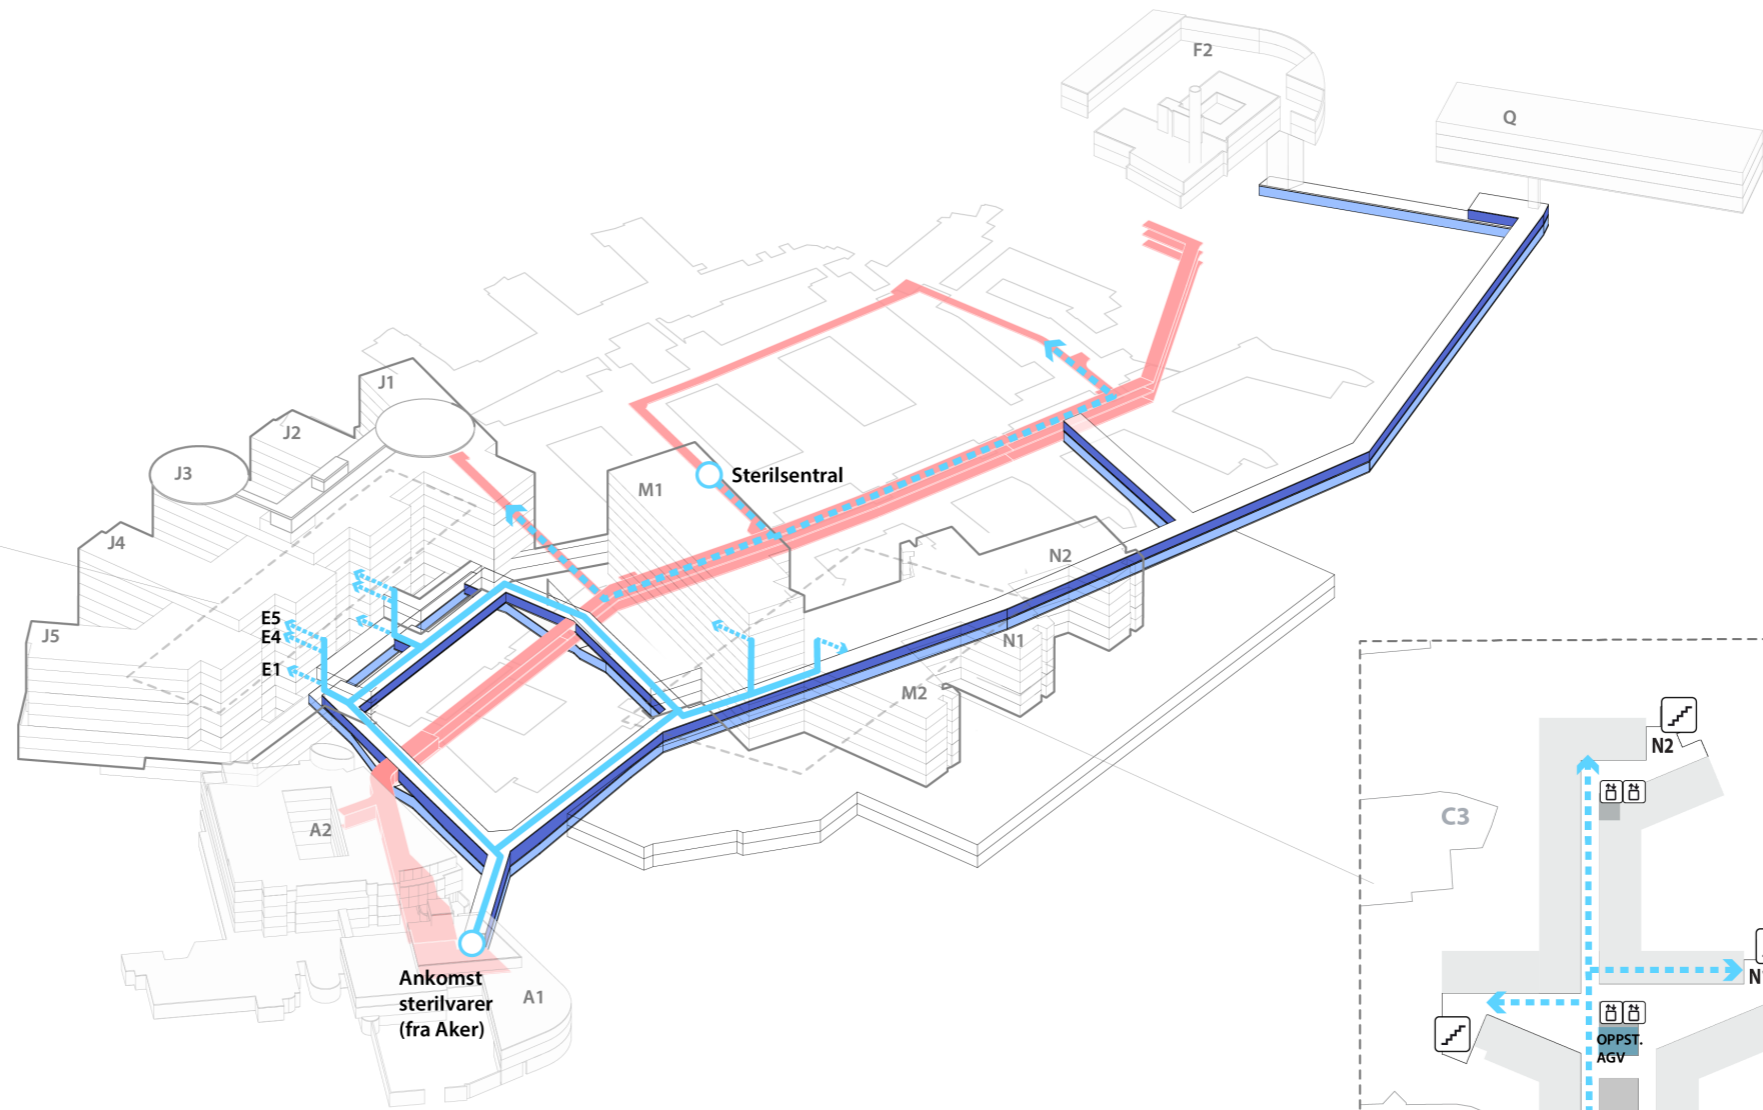 F2
Q
J1
J2
J3
M1
Sterilsentral
J4
N2
E5
E4
J5
N1
E1
M2
N2
A2
C3
Ankomst
sterilvarer
(fra Aker)
A1
OPPST.
AGV